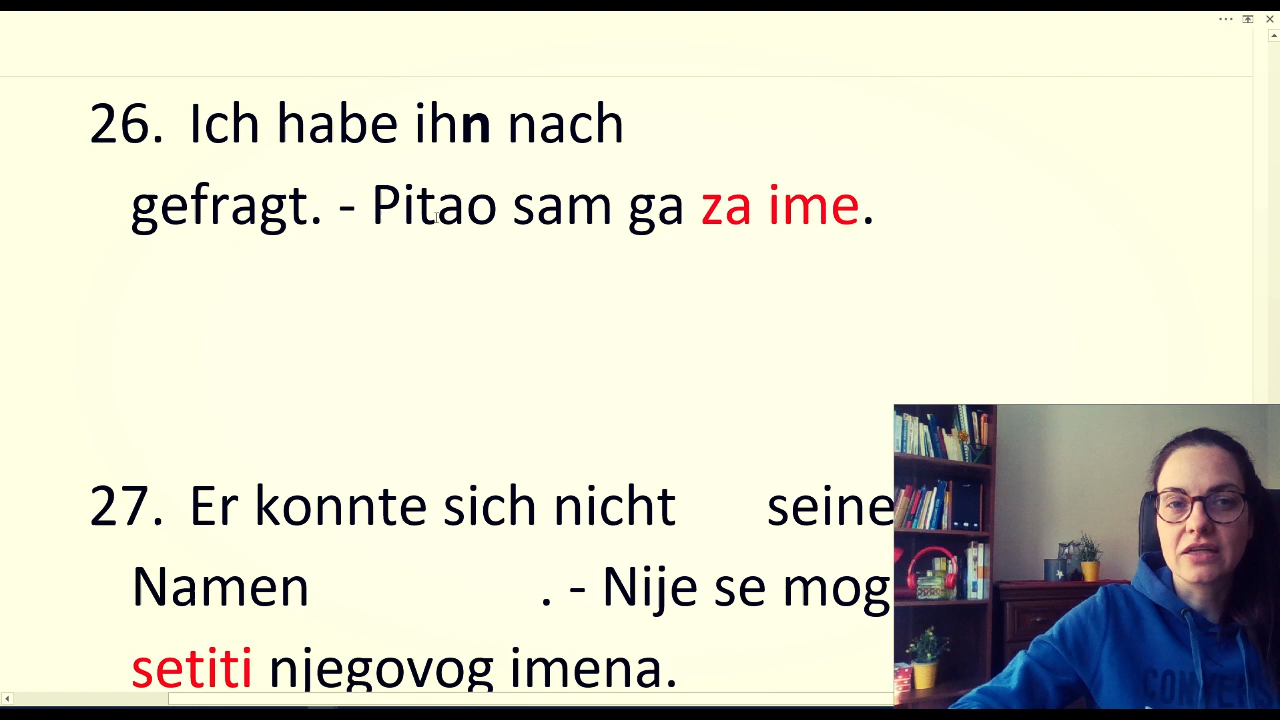 26. Ich habe ihn nach
gefragt. - Pitao sam ga za ime.
27. Er konnte sich nicht seine
Namen . - Nije se mog
setiti njegovog imena.